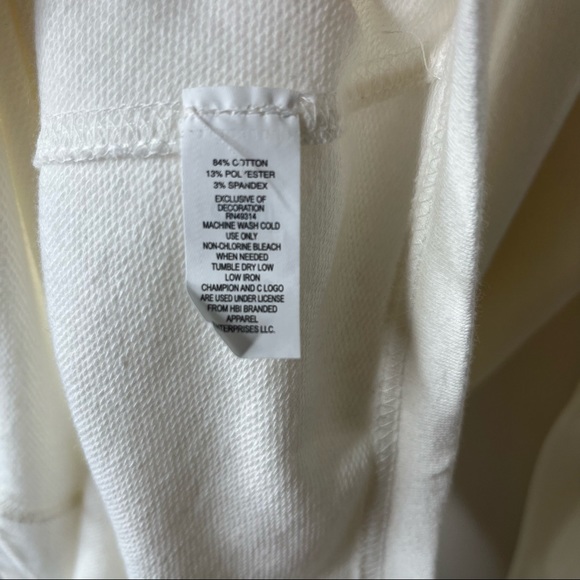 84% COTTON
13% POLYESTER
3% SPANDEX
EXCLUSIVE OF
DECORATION
RN49314
MACHINE WASH COLD
USE ONLY
NON-CHLORINE BLEACH
WHEN NEEDED
TUMBLE DRY LOW
LOW IRON
CHAMPION AND C LOGO
ARE USED UNDER LICENSE
FROM HBI BRANDED
APPAREL
ENTERPRISES LLC.